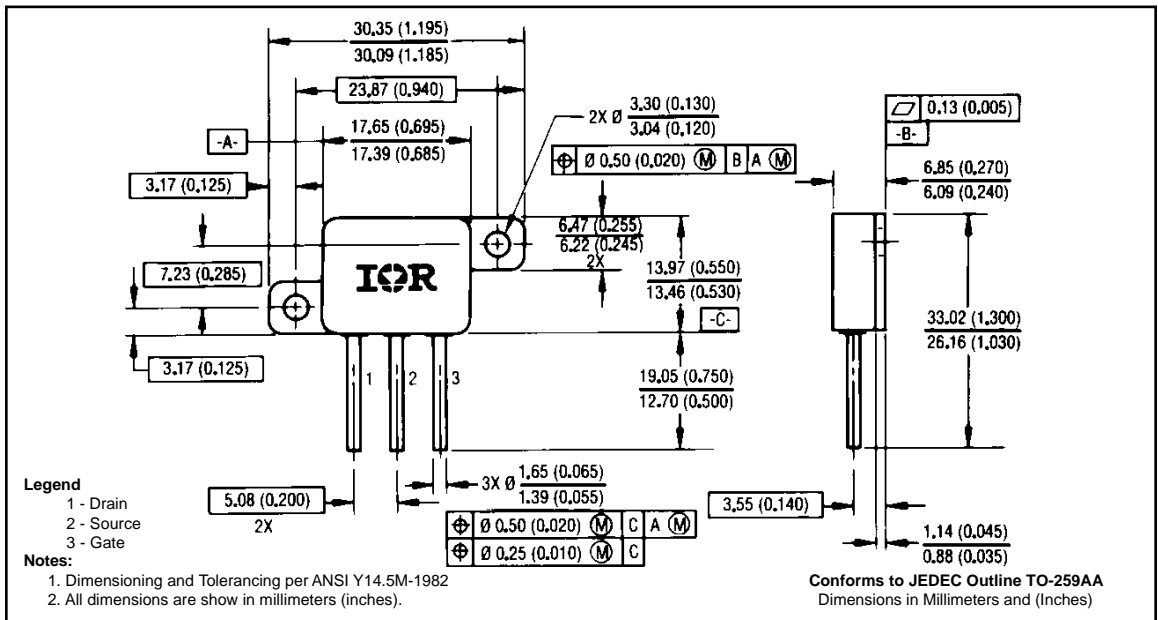 30.35 (1.195)
30.09 (1.185)
23.87 (0.940)
2X Ø 3.30 (0.130)
3.04 (0.120)
0.13 (0.005)
-B-
-A-
17.65 (0.695)
17.39 (0.685)
Ø 0.50 (0.020) Ⓜ B A Ⓜ
3.17 (0.125)
6.85 (0.270)
6.09 (0.240)
6.47 (0.255)
6.22 (0.245)
2X
7.23 (0.285)
IOR
13.97 (0.550)
13.46 (0.530)
-C-
33.02 (1.300)
26.16 (1.030)
3.17 (0.125)
1 2 3
19.05 (0.750)
12.70 (0.500)
Legend
1 - Drain
2 - Source
3 - Gate
5.08 (0.200)
2X
3X Ø 1.65 (0.065)
1.39 (0.055)
3.55 (0.140)
Ø 0.50 (0.020) Ⓜ C A Ⓜ
Ø 0.25 (0.010) Ⓜ C
1.14 (0.045)
0.88 (0.035)
Notes:
1. Dimensioning and Tolerancing per ANSI Y14.5M-1982
2. All dimensions are show in millimeters (inches).
Conforms to JEDEC Outline TO-259AA
Dimensions in Millimeters and (Inches)